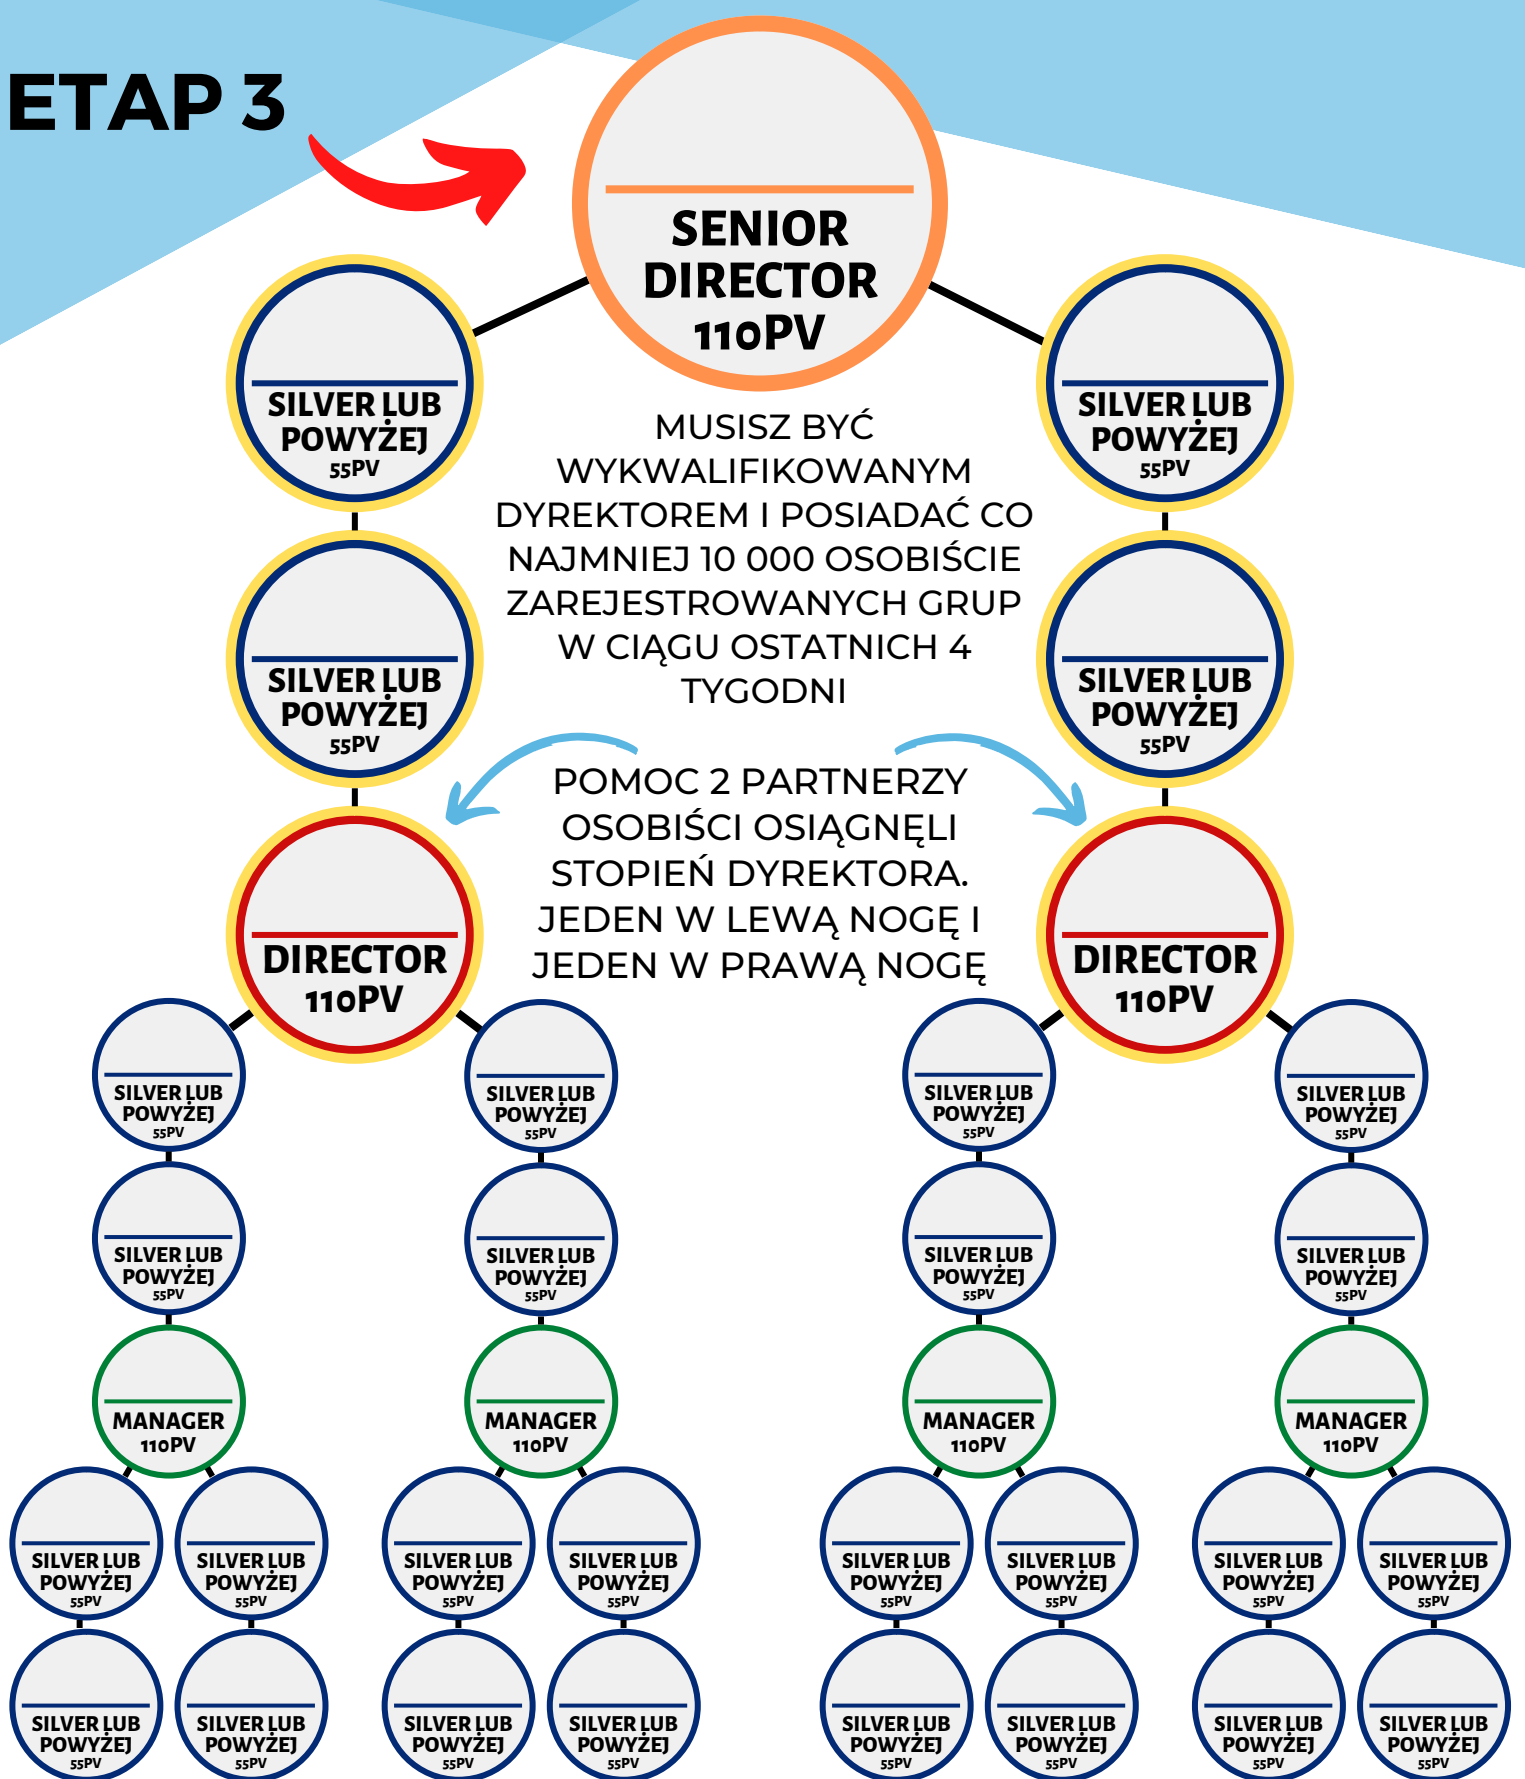 ETAP 3
SENIOR
DIRECTOR
110PV
SILVER LUB
POWYŻEJ
55PV
SILVER LUB
POWYŻEJ
55PV
MUSISZ BYĆ
WYKWALIFIKOWANYM
DYREKTOREM I POSIADAĆ CO
NAJMNIEJ 10 000 OSOBIŚCIE
ZAREJESTROWANYCH GRUP
W CIĄGU OSTATNICH 4
TYGODNI
SILVER LUB
POWYŻEJ
55PV
SILVER LUB
POWYŻEJ
55PV
POMOC 2 PARTNERZY
OSOBIŚCI OSIĄGNĘLI
STOPIEŃ DYREKTORA.
JEDEN W LEWĄ NOGĘ I
JEDEN W PRAWĄ NOGĘ
DIRECTOR
110PV
DIRECTOR
110PV
SILVER LUB
POWYŻEJ
55PV
SILVER LUB
POWYŻEJ
55PV
SILVER LUB
POWYŻEJ
55PV
SILVER LUB
POWYŻEJ
55PV
SILVER LUB
POWYŻEJ
55PV
SILVER LUB
POWYŻEJ
55PV
SILVER LUB
POWYŻEJ
55PV
SILVER LUB
POWYŻEJ
55PV
MANAGER
110PV
MANAGER
110PV
MANAGER
110PV
MANAGER
110PV
SILVER LUB
POWYŻEJ
55PV
SILVER LUB
POWYŻEJ
55PV
SILVER LUB
POWYŻEJ
55PV
SILVER LUB
POWYŻEJ
55PV
SILVER LUB
POWYŻEJ
55PV
SILVER LUB
POWYŻEJ
55PV
SILVER LUB
POWYŻEJ
55PV
SILVER LUB
POWYŻEJ
55PV
SILVER LUB
POWYŻEJ
55PV
SILVER LUB
POWYŻEJ
55PV
SILVER LUB
POWYŻEJ
55PV
SILVER LUB
POWYŻEJ
55PV
SILVER LUB
POWYŻEJ
55PV
SILVER LUB
POWYŻEJ
55PV
SILVER LUB
POWYŻEJ
55PV
SILVER LUB
POWYŻEJ
55PV